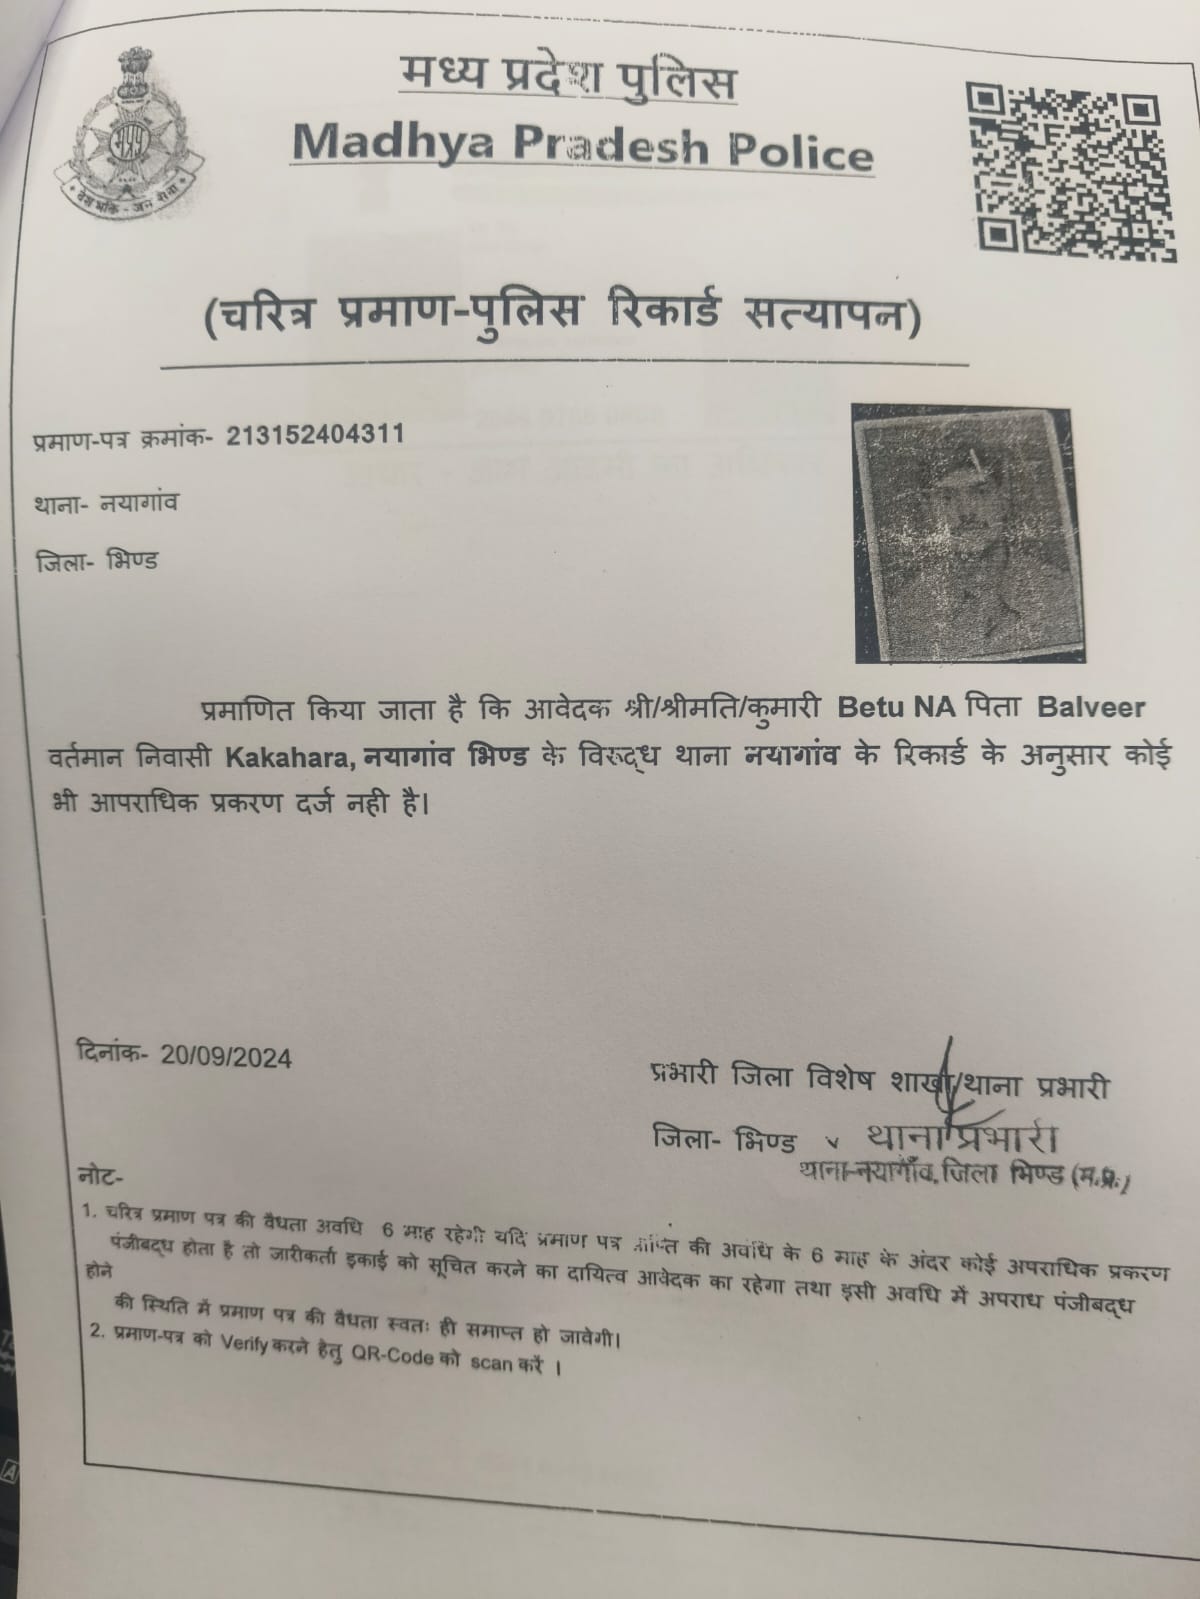 मध्य प्रदेश पुलिस
Madhya Pradesh Police
देश भक्ति - जन सेवा
(चरित्र प्रमाण-पुलिस रिकार्ड सत्यापन)
प्रमाण-पत्र क्रमांक- 213152404311
थाना- नयागांव
जिला- भिण्ड
प्रमाणित किया जाता है कि आवेदक श्री/श्रीमति/कुमारी Betu NA पिता Balveer
वर्तमान निवासी Kakahara, नयागांव भिण्ड के विरूद्ध थाना नयागांव के रिकार्ड के अनुसार कोई
भी आपराधिक प्रकरण दर्ज नही है।
दिनांक- 20/09/2024
प्रभारी जिला विशेष शाखा/थाना प्रभारी
जिला- भिण्ड
थाना प्रभारी
थाना-नयागाँव, जिला भिण्ड (म.प्र.)
नोट-
1. चरित्र प्रमाण पत्र की वैधता अवधि 6 माह रहेगी यदि प्रमाण पत्र प्राप्ति की अवधि के 6 माह के अंदर कोई अपराधिक प्रकरण
पंजीबद्ध होता है तो जारीकर्ता इकाई को सूचित करने का दायित्व आवेदक का रहेगा तथा इसी अवधि में अपराध पंजीबद्ध
होने
की स्थिति में प्रमाण पत्र की वैधता स्वतः ही समाप्त हो जावेगी।
2. प्रमाण-पत्र को Verify करने हेतु QR-Code को scan करें ।